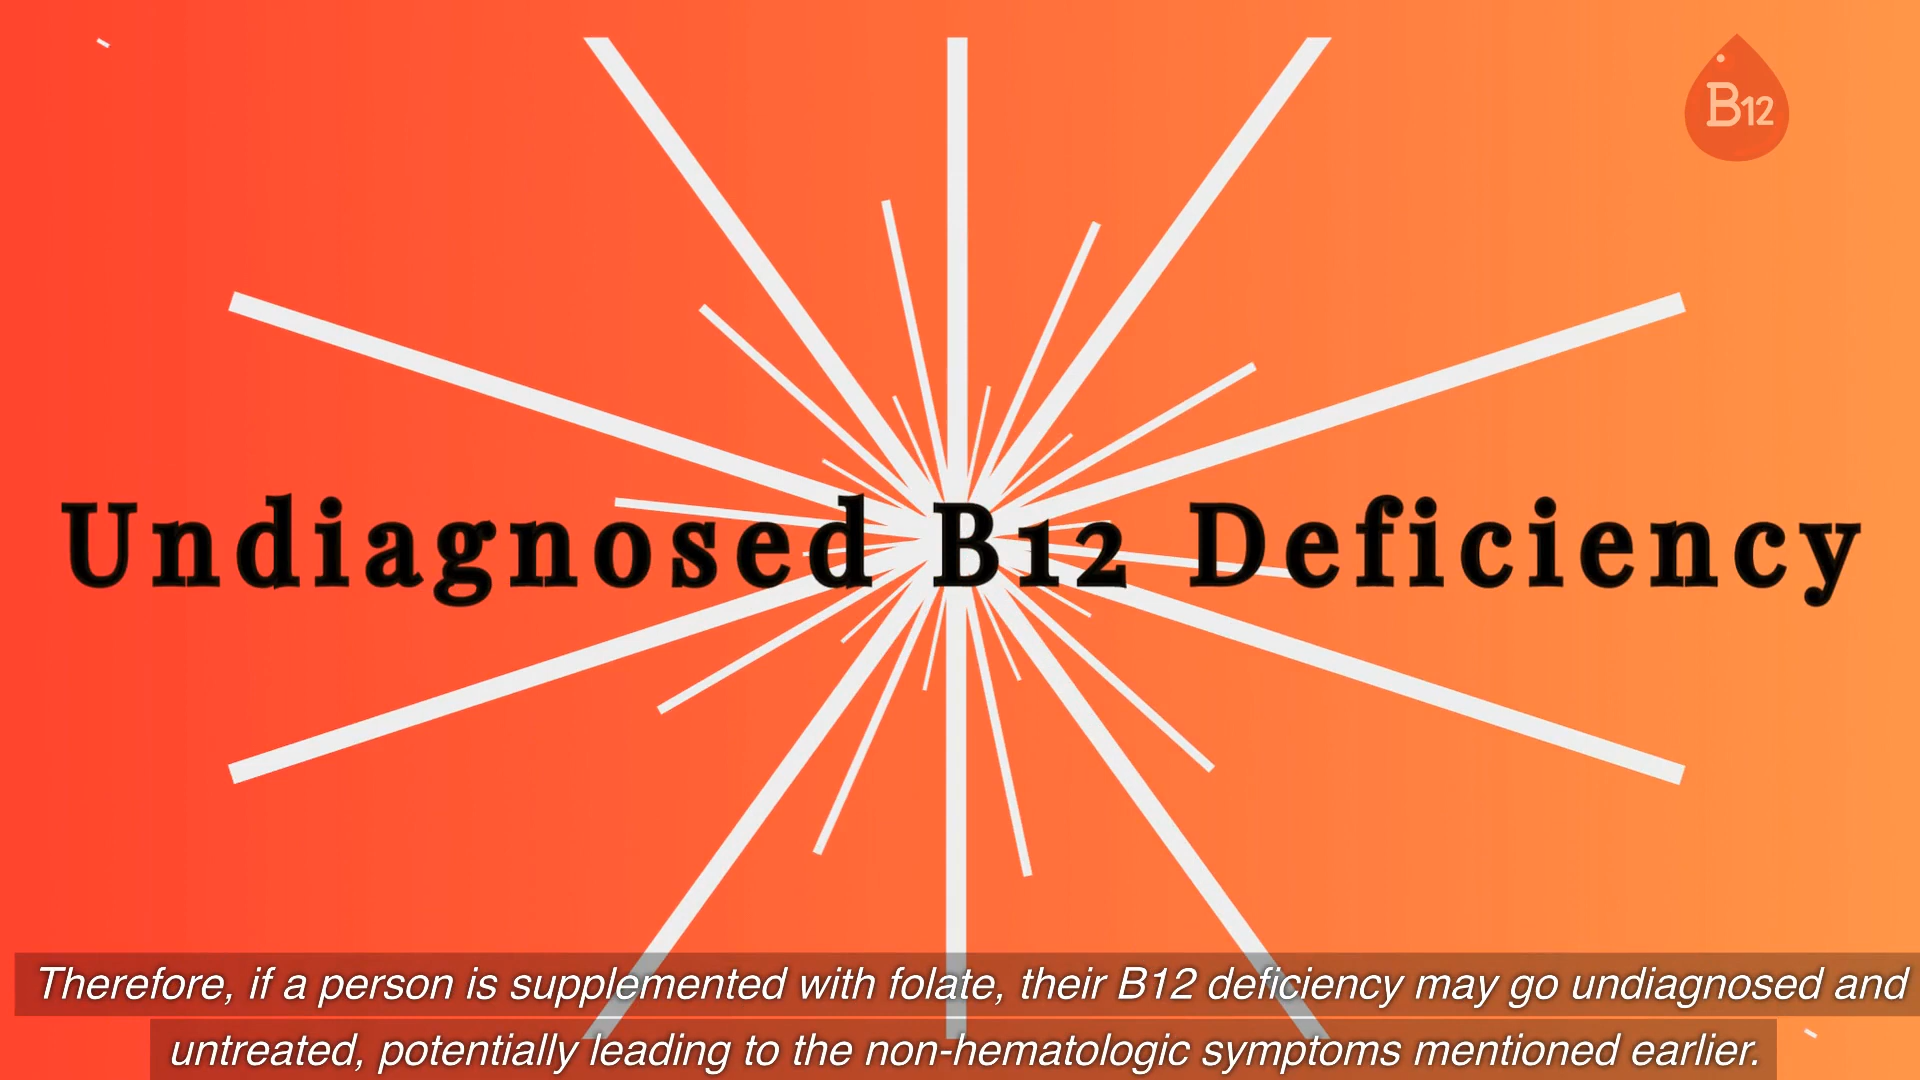 B12
Undiagnosed B12 Deficiency
Therefore, if a person is supplemented with folate, their B12 deficiency may go undiagnosed and
untreated, potentially leading to the non-hematologic symptoms mentioned earlier.